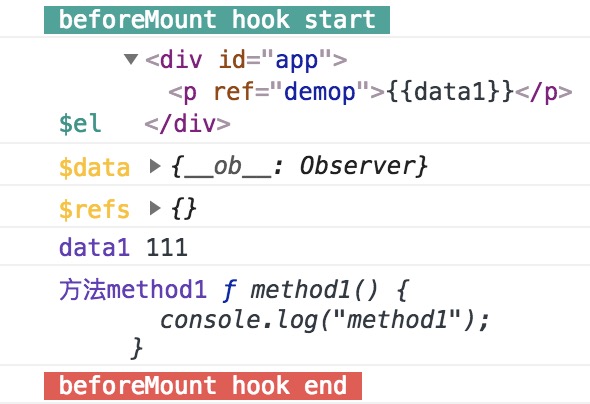 beforeMount hook start
▼<div id="app">
<p ref="demop">{{data1}}</p>
$el </div>
$data ▶{__ob__: Observer}
$refs ▶{}
data1 111
方法method1 ƒ method1() {
console.log("method1");
}
beforeMount hook end